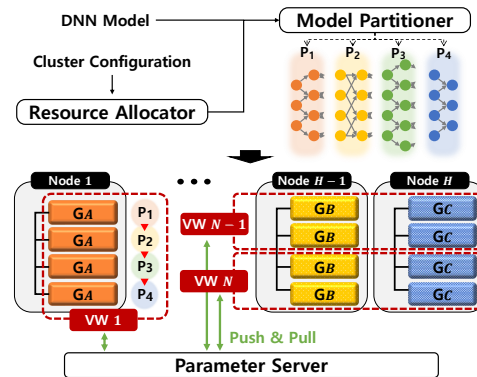 DNN Model
Model Partitioner
Cluster Configuration
P1 P2 P3 P4
Resource Allocator
Node 1
Node H − 1
Node H
GA
GA
GA
GA
P1
P2
P3
P4
VW N − 1
VW N
VW 1
GB
GB
GB
GB
GC
GC
GC
GC
Push & Pull
Parameter Server